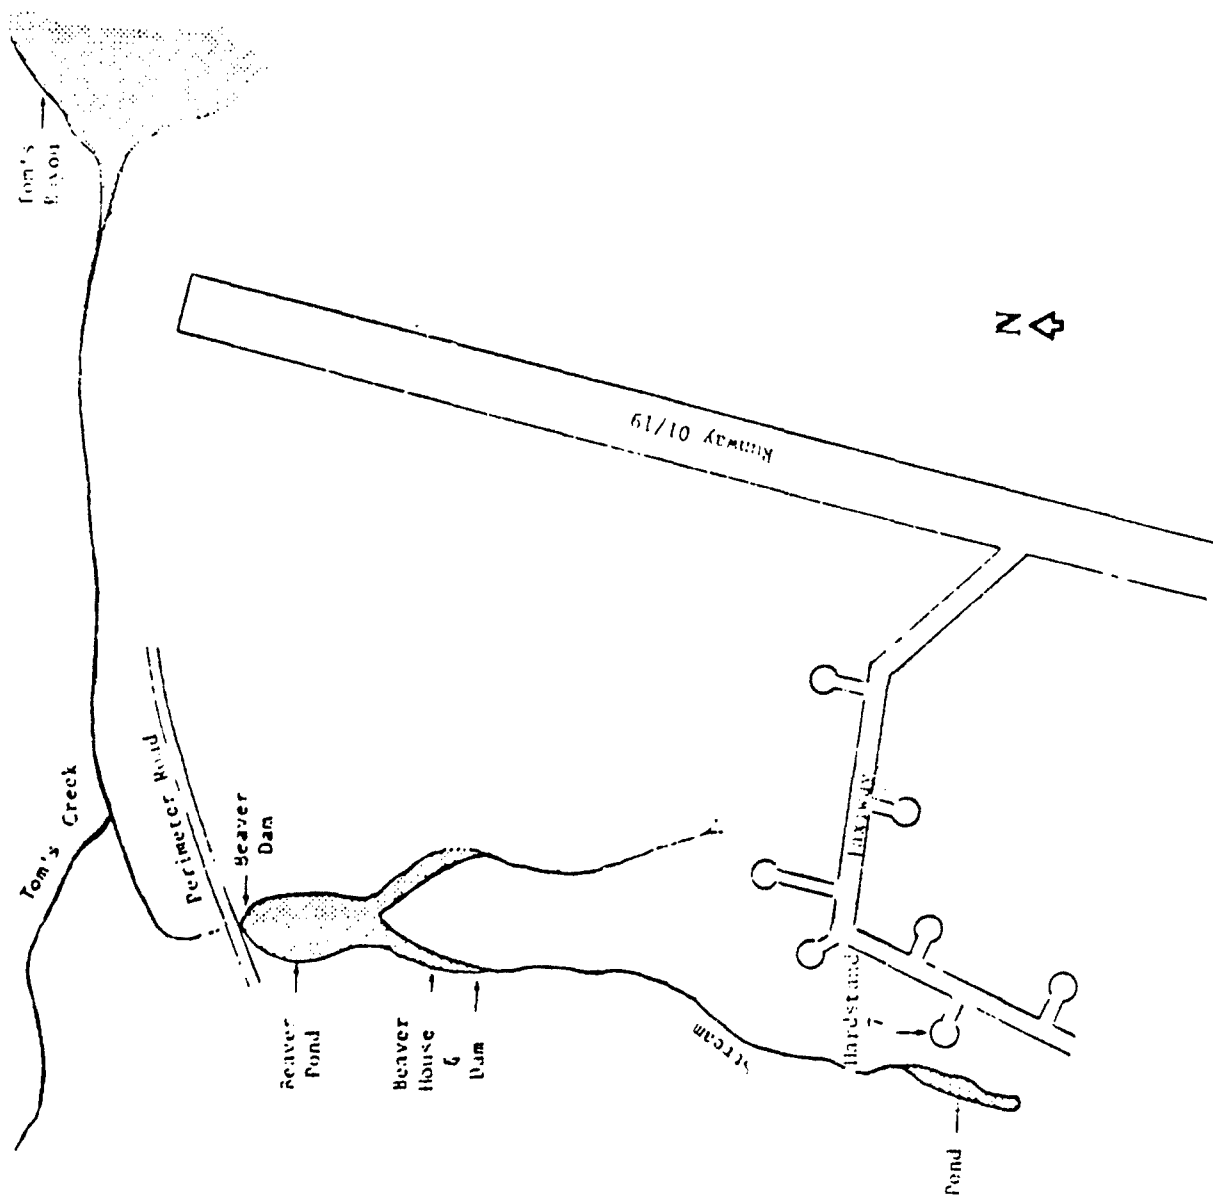 Tom's
Bayou
Tom's Creek
Perimeter Road
Beaver
Dam
Beaver
Pond
Beaver
House
&
Dam
Stream
Runway 01/19
N
Taxiway
Hardstand
7
Pond